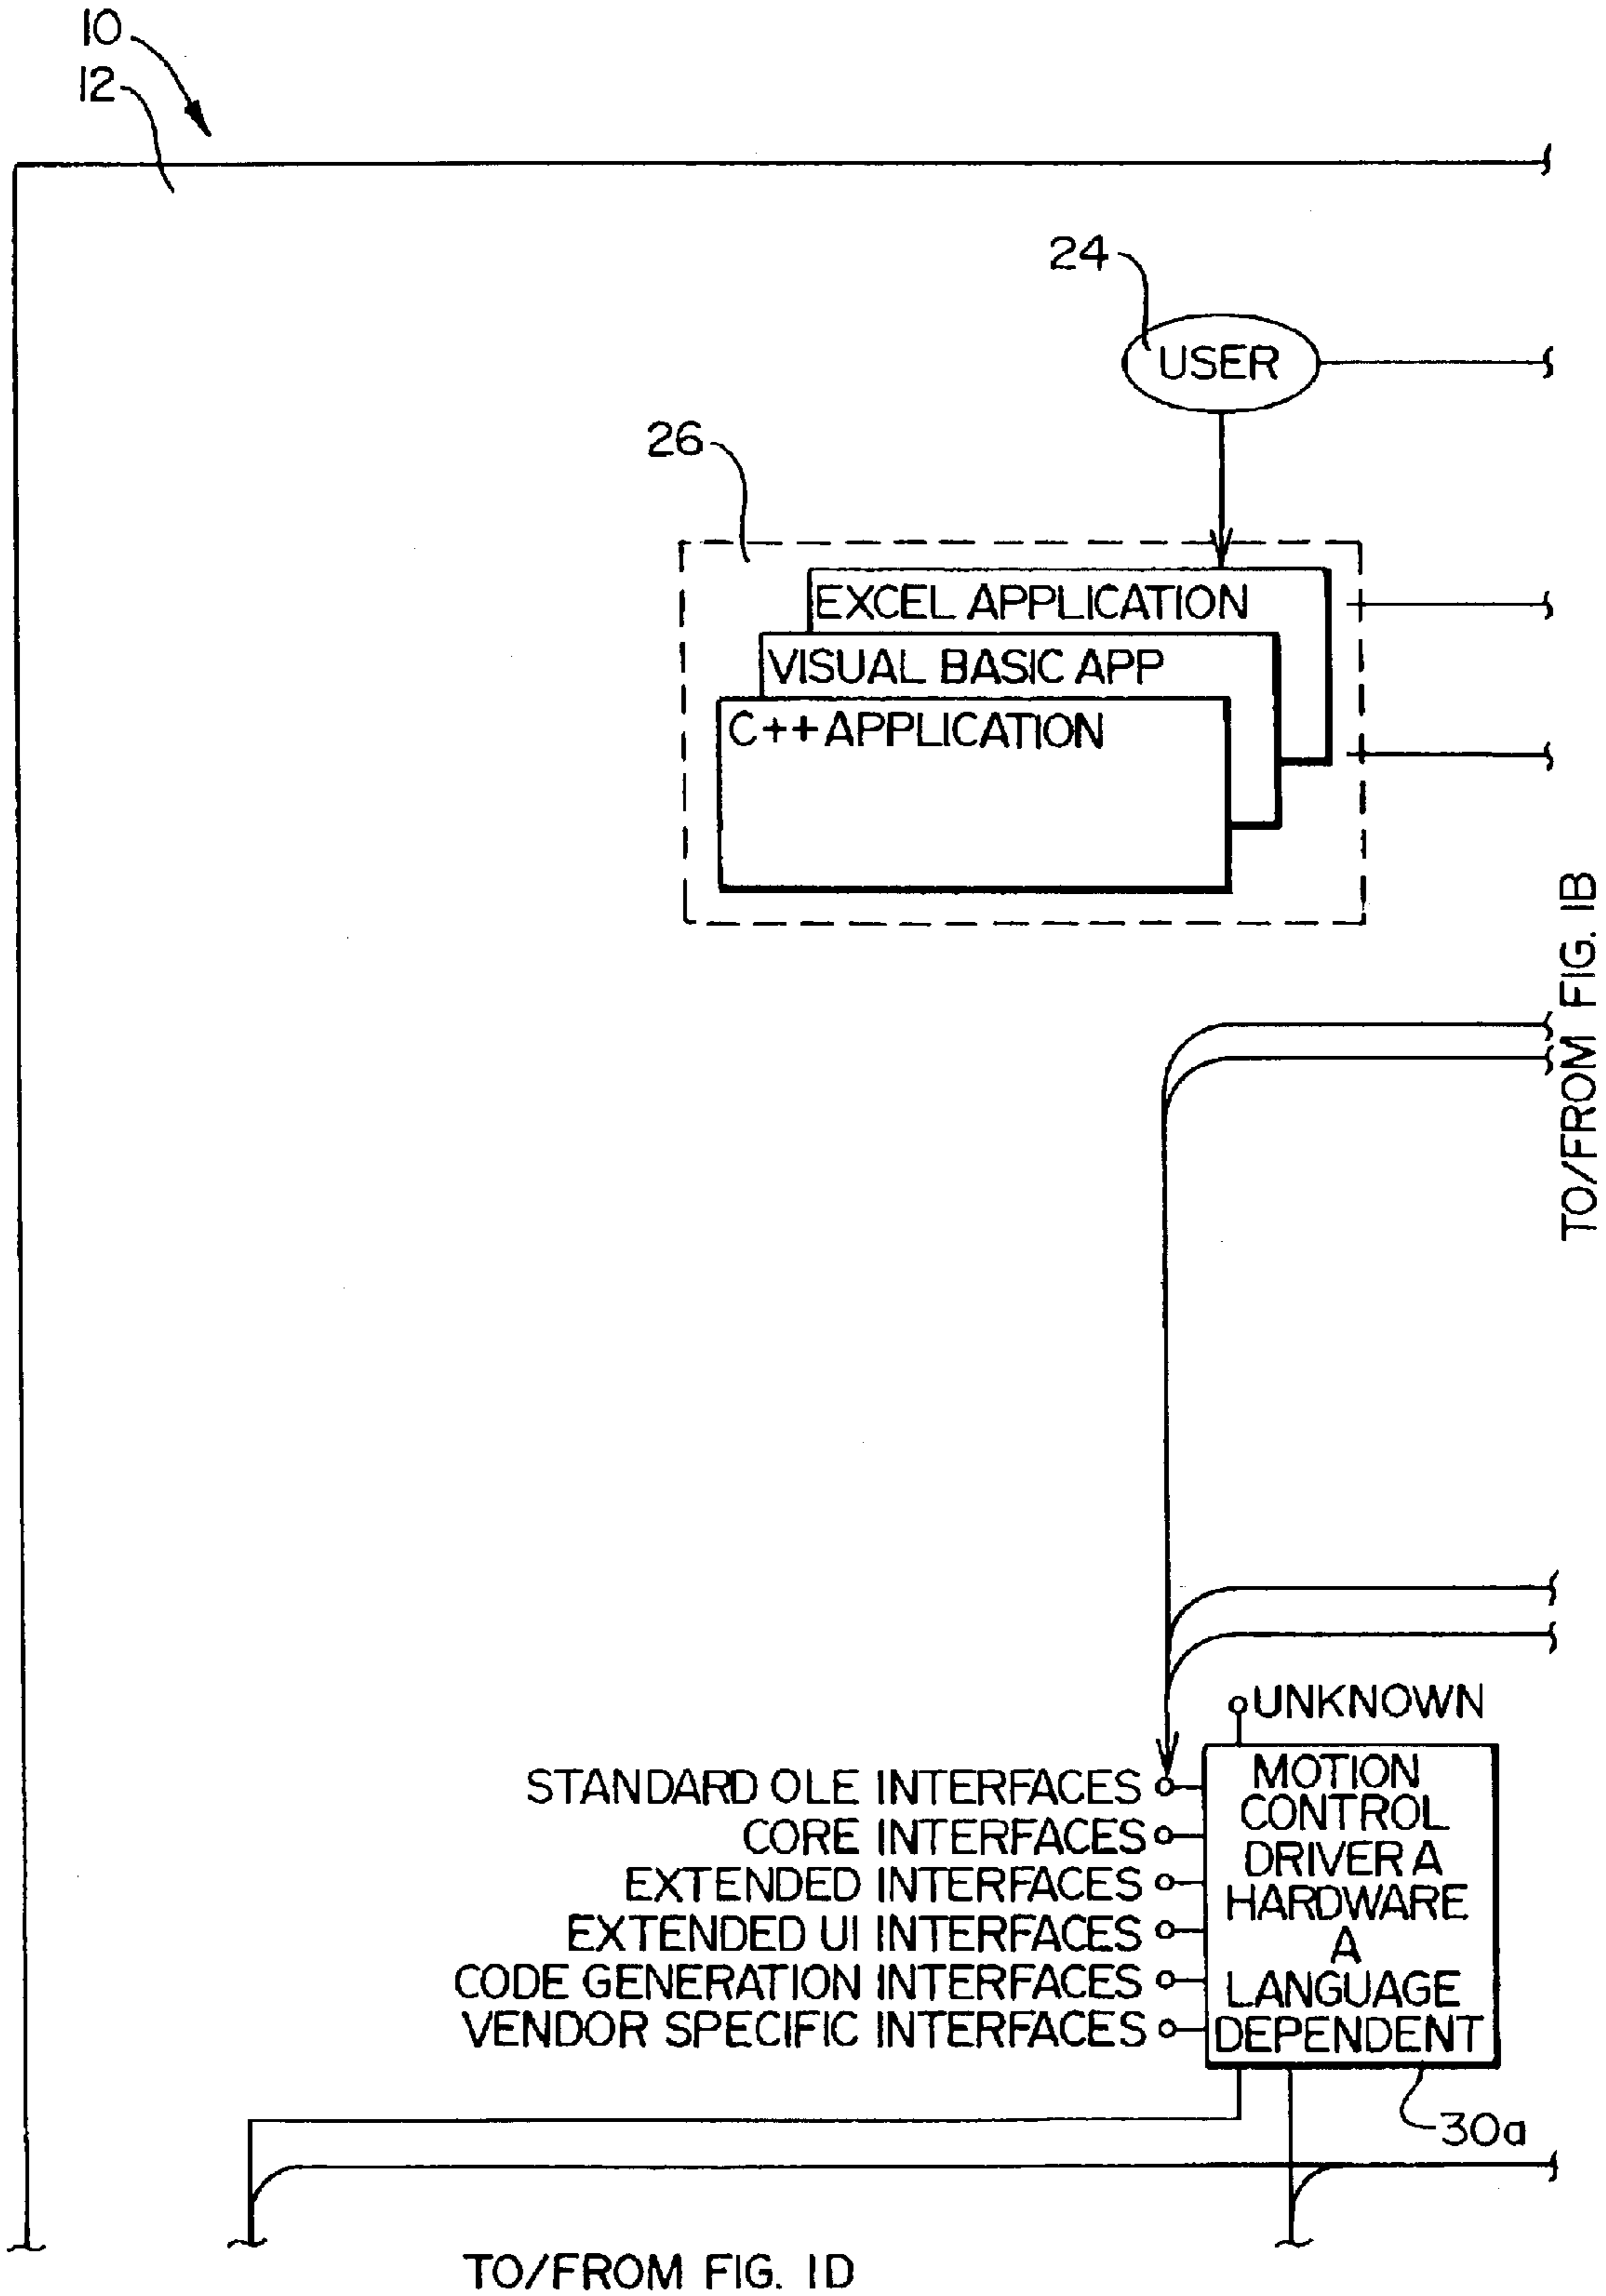 10
12
24
USER
26
EXCEL APPLICATION
VISUAL BASIC APP
C++ APPLICATION
TO/FROM FIG. 1B
UNKNOWN
STANDARD OLE INTERFACES
CORE INTERFACES
EXTENDED INTERFACES
EXTENDED UI INTERFACES
CODE GENERATION INTERFACES
VENDOR SPECIFIC INTERFACES
MOTION
CONTROL
DRIVER A
HARDWARE
A
LANGUAGE
DEPENDENT
30a
TO/FROM FIG. 1D